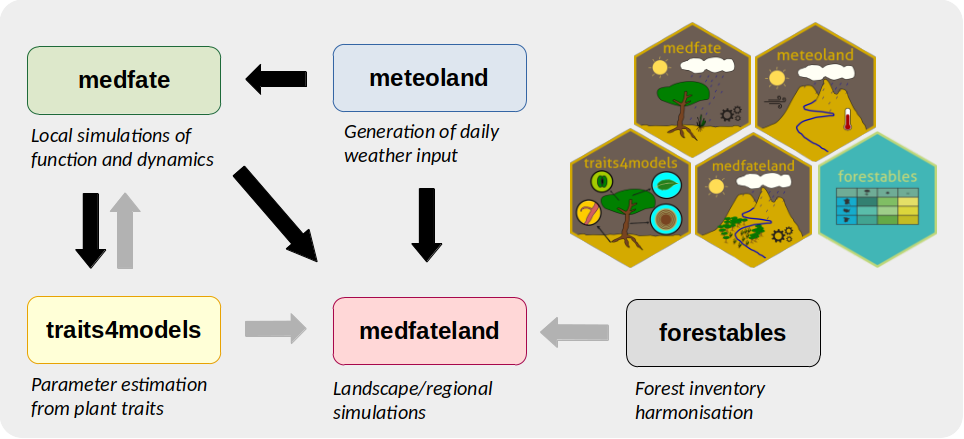 medfate
Local simulations of
function and dynamics
meteoland
Generation of daily
weather input
medfate
meteoland
traits4models
medfateland
forestables
traits4models
Parameter estimation
from plant traits
medfateland
Landscape/regional
simulations
forestables
Forest inventory
harmonisation